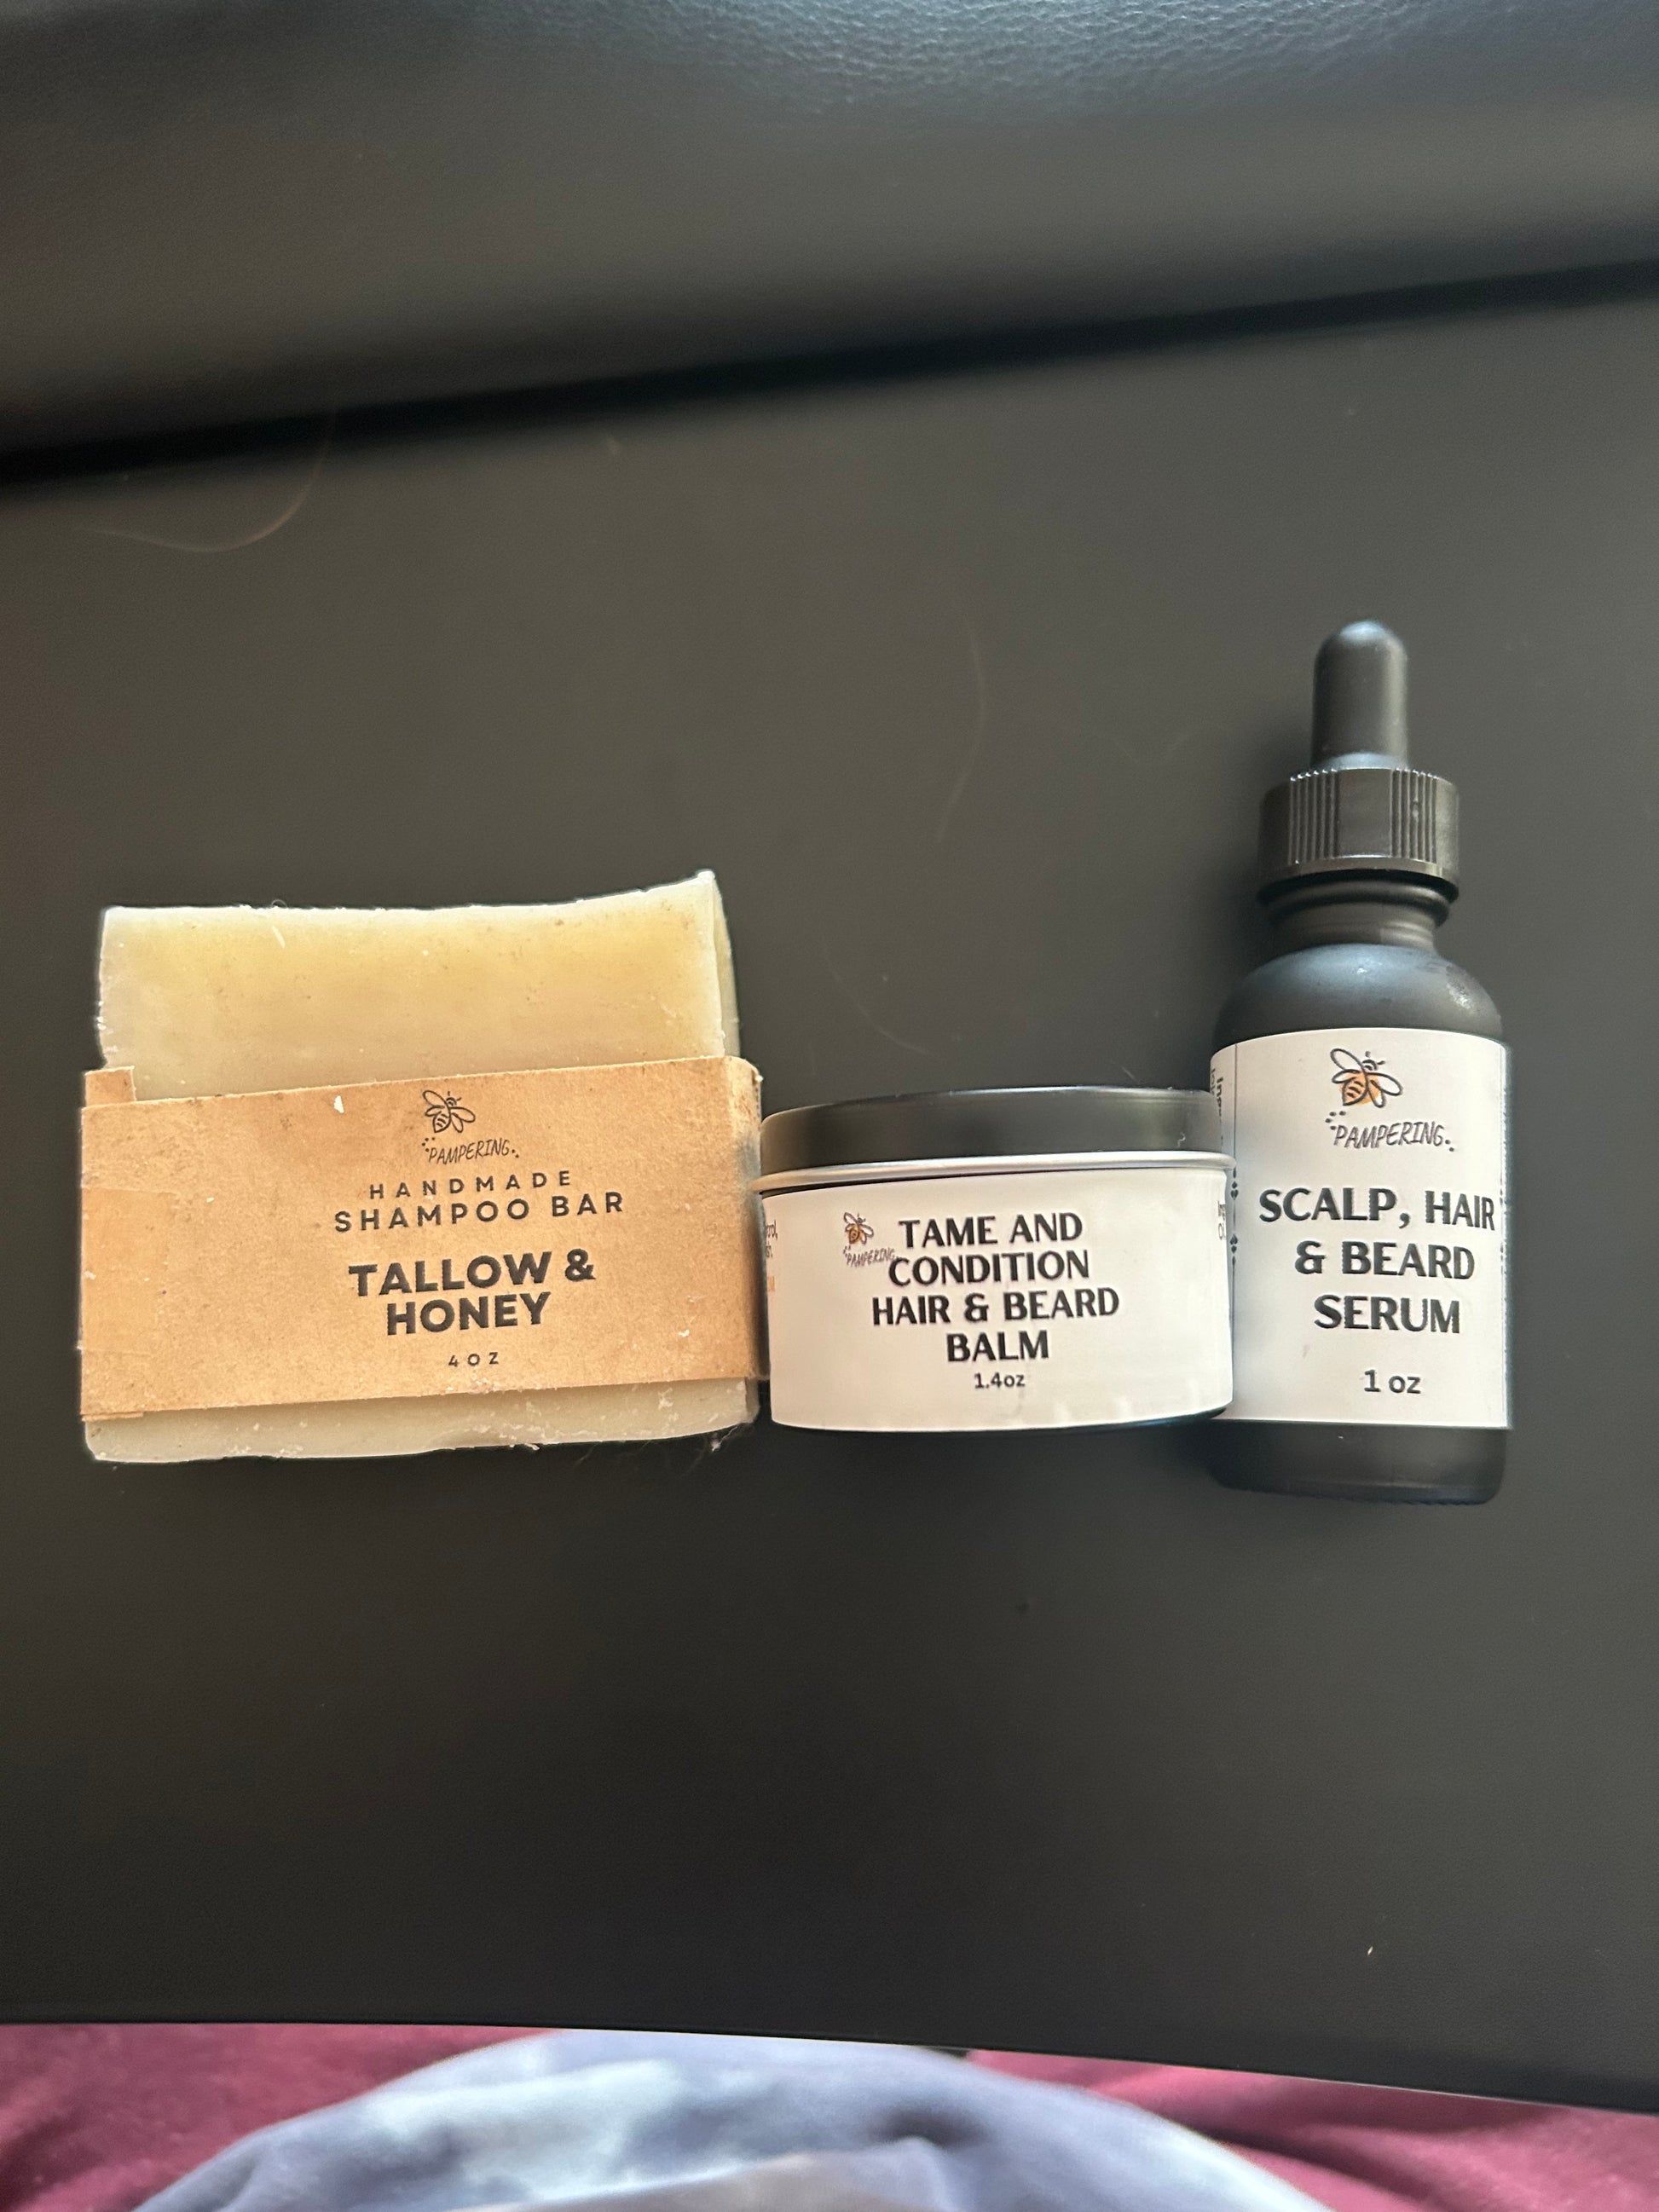 PAMPERING.
HANDMADE
SHAMPOO BAR
TALLOW &
HONEY
4OZ
PAMPERING.
TAME AND
CONDITION
HAIR & BEARD
BALM
1.4oz
PAMPERING.
SCALP, HAIR
& BEARD
SERUM
1 oz